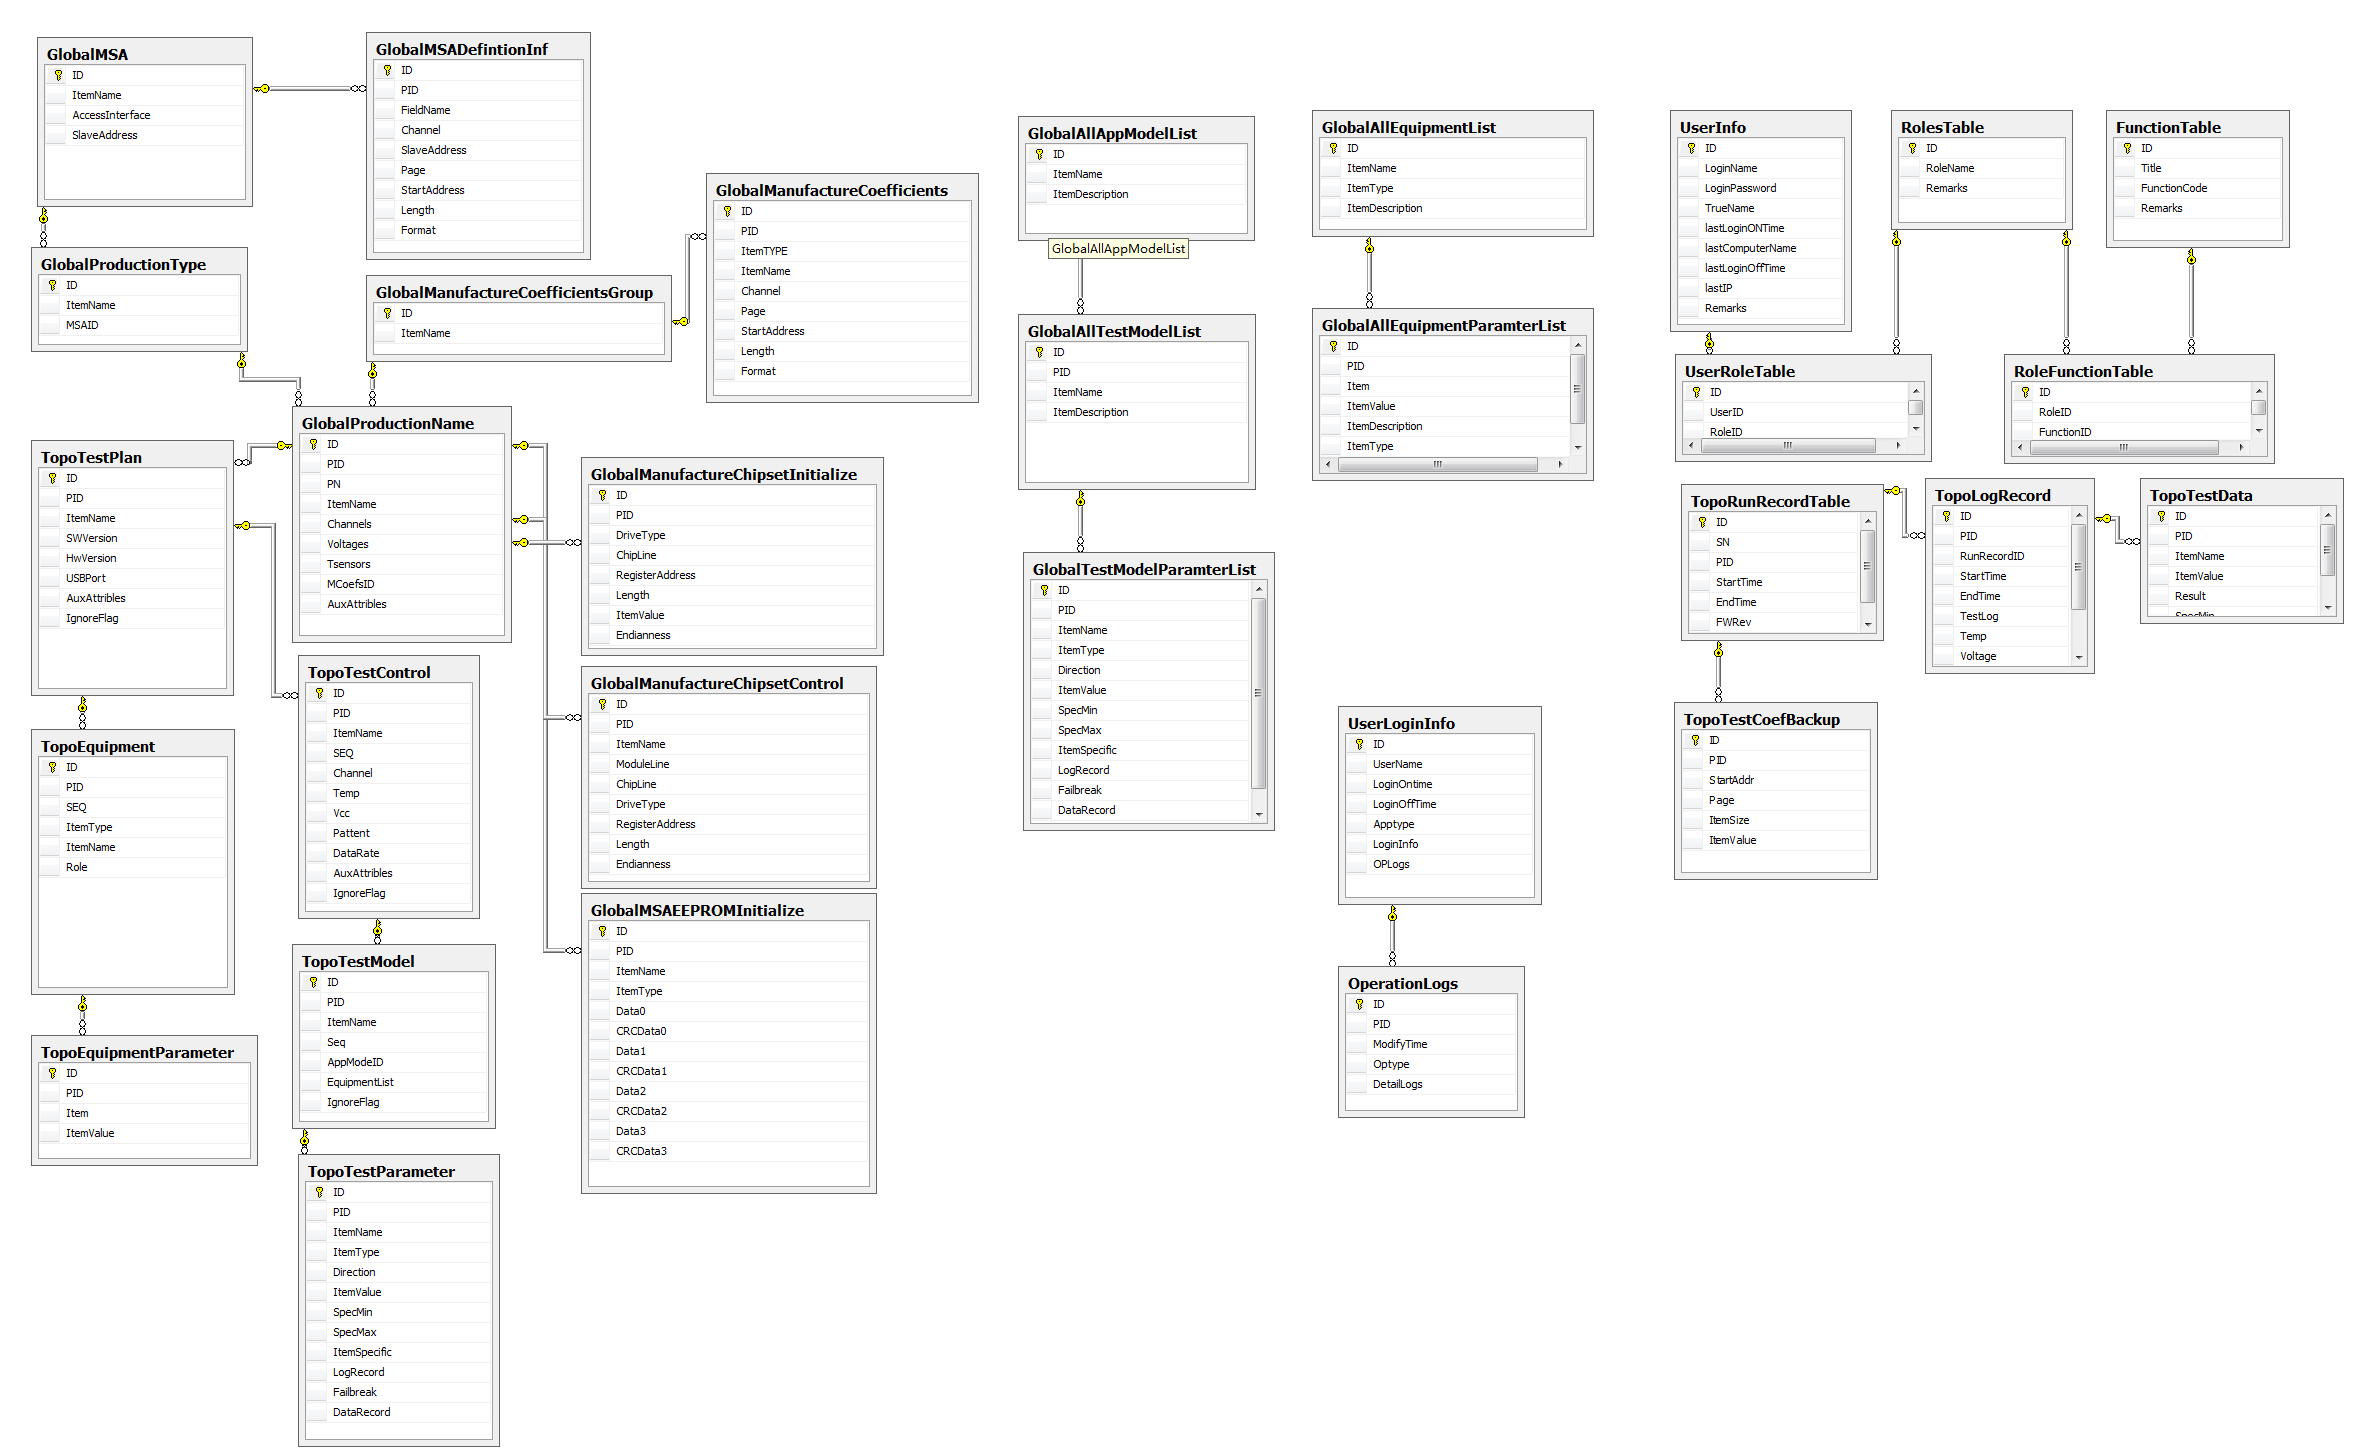 GlobalMSA
ID
ItemName
AccessInterface
SlaveAddress
GlobalMSADefintionInf
ID
PID
FieldName
Channel
SlaveAddress
Page
StartAddress
Length
Format
GlobalProductionType
ID
ItemName
MSAID
GlobalManufactureCoefficientsGroup
ID
ItemName
GlobalManufactureCoefficients
ID
PID
ItemTYPE
ItemName
Channel
Page
StartAddress
Length
Format
GlobalProductionName
ID
PID
PN
ItemName
Channels
Voltages
Tsensors
MCoefsID
AuxAttribles
TopoTestPlan
ID
PID
ItemName
SWVersion
HwVersion
USBPort
AuxAttribles
IgnoreFlag
TopoEquipment
ID
PID
SEQ
ItemType
ItemName
Role
TopoEquipmentParameter
ID
PID
Item
ItemValue
TopoTestControl
ID
PID
ItemName
SEQ
Channel
Temp
Vcc
Pattent
DataRate
AuxAttribles
IgnoreFlag
TopoTestModel
ID
PID
ItemName
Seq
AppModeID
EquipmentList
IgnoreFlag
TopoTestParameter
ID
PID
ItemName
ItemType
Direction
ItemValue
SpecMin
SpecMax
ItemSpecific
LogRecord
Failbreak
DataRecord
GlobalManufactureChipsetInitialize
ID
PID
DriveType
ChipLine
RegisterAddress
Length
ItemValue
Endianness
GlobalManufactureChipsetControl
ID
PID
ItemName
ModuleLine
ChipLine
DriveType
RegisterAddress
Length
Endianness
GlobalMSAEEPROMInitialize
ID
PID
ItemName
ItemType
Data0
CRCData0
Data1
CRCData1
Data2
CRCData2
Data3
CRCData3
GlobalAllAppModelList
ID
ItemName
ItemDescription
GlobalAllAppModelList
GlobalAllTestModelList
ID
PID
ItemName
ItemDescription
GlobalTestModelParamterList
ID
PID
ItemName
ItemType
Direction
ItemValue
SpecMin
SpecMax
ItemSpecific
LogRecord
Failbreak
DataRecord
GlobalAllEquipmentList
ID
ItemName
ItemType
ItemDescription
GlobalAllEquipmentParamterList
ID
PID
Item
ItemValue
ItemDescription
ItemType
UserLoginInfo
ID
UserName
LoginOntime
LoginOffTime
Apptype
LoginInfo
OPLogs
OperationLogs
ID
PID
ModifyTime
Optype
DetailLogs
UserInfo
ID
LoginName
LoginPassword
TrueName
lastLoginONTime
lastComputerName
lastLoginOffTime
lastIP
Remarks
RolesTable
ID
RoleName
Remarks
FunctionTable
ID
Title
FunctionCode
Remarks
UserRoleTable
ID
UserID
RoleID
RoleFunctionTable
ID
RoleID
FunctionID
TopoRunRecordTable
ID
SN
PID
StartTime
EndTime
FWRev
TopoLogRecord
ID
PID
RunRecordID
StartTime
EndTime
TestLog
Temp
Voltage
TopoTestData
ID
PID
ItemName
ItemValue
Result
SpecMin
TopoTestCoefBackup
ID
PID
StartAddr
Page
ItemSize
ItemValue